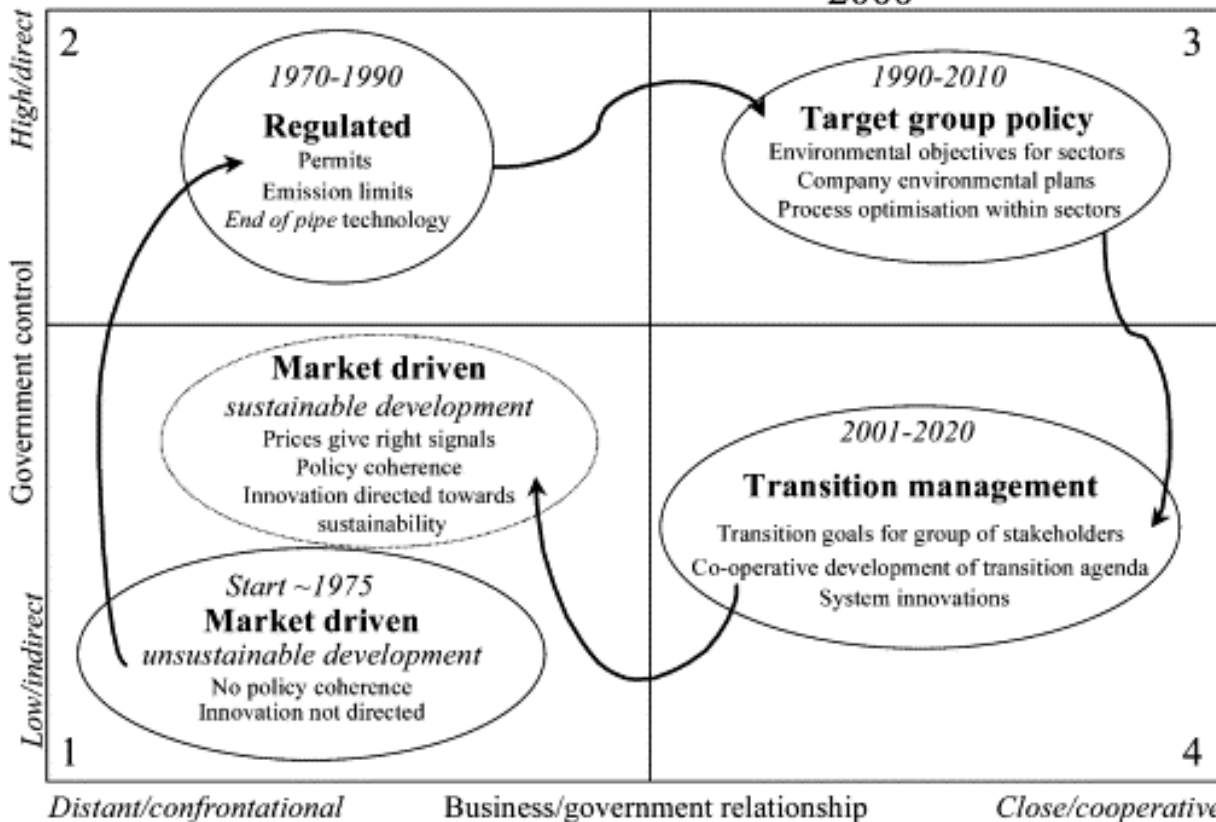 2
3
High/direct
1970-1990
Regulated
Permits
Emission limits
End of pipe technology
1990-2010
Target group policy
Environmental objectives for sectors
Company environmental plans
Process optimisation within sectors
Government control
Market driven
sustainable development
Prices give right signals
Policy coherence
Innovation directed towards
sustainability
2001-2020
Transition management
Transition goals for group of stakeholders
Co-operative development of transition agenda
System innovations
Start ~1975
Market driven
unsustainable development
No policy coherence
Innovation not directed
Low/indirect
1
4
Distant/confrontational
Business/government relationship
Close/cooperative